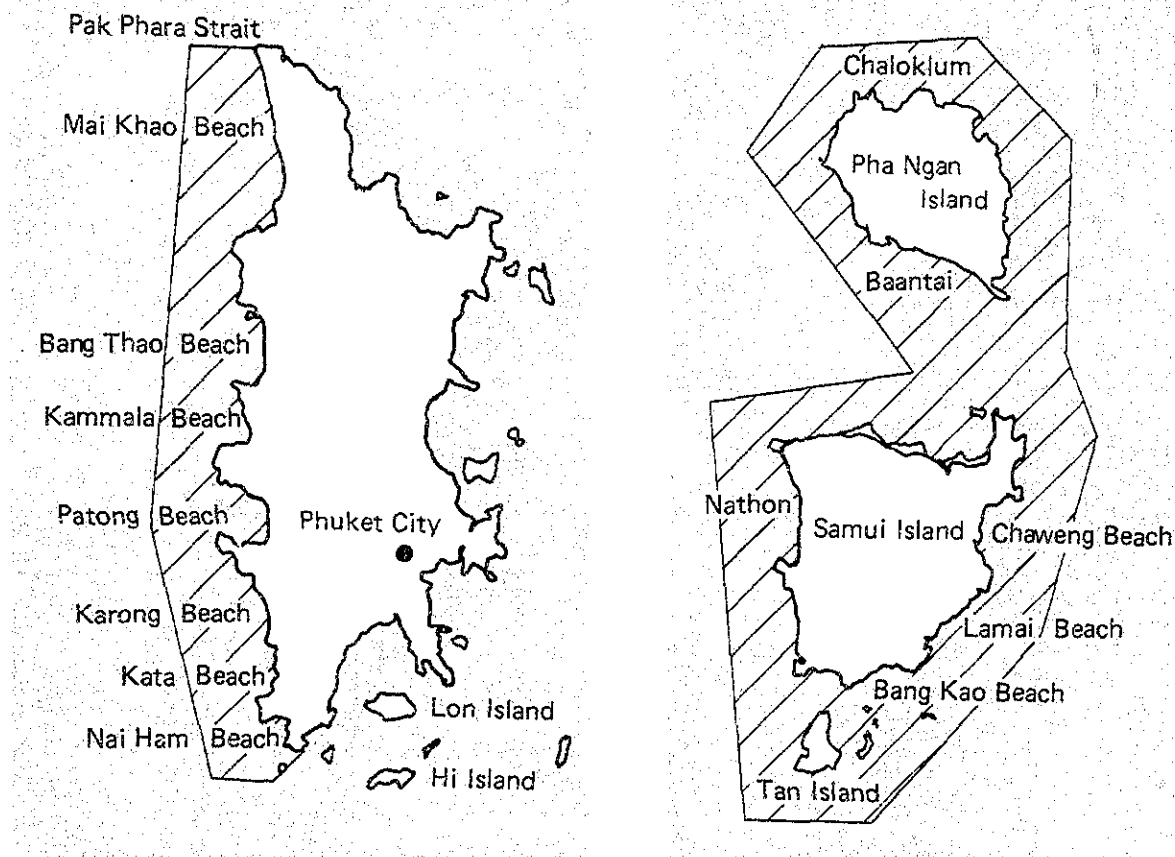 Pak Phara Strait
Mai Khao Beach
Bang Thao Beach
Kammala Beach
Patong Beach
Phuket City
Karong Beach
Kata Beach
Lon Island
Nai Ham Beach
Hi Island
Chaloklum
Pha Ngan
Island
Baantai
Nathon
Samui Island
Chaweng Beach
Lamai Beach
Bang Kao Beach
Tan Island